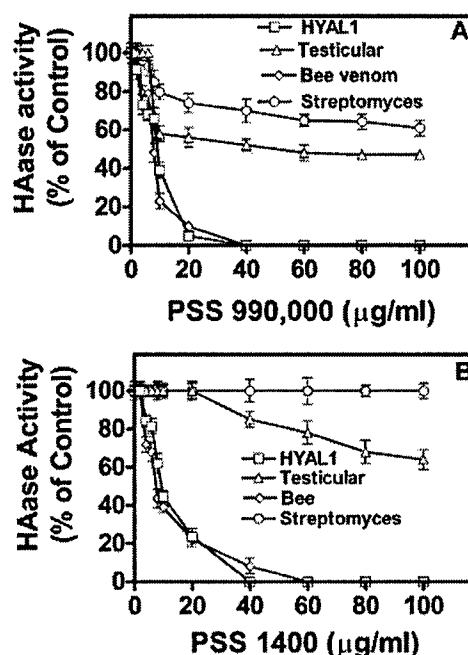 A
HYAL1
Testicular
Bee venom
Streptomyces
HAase activity
(% of Control)
100
80
60
40
20
0
0 20 40 60 80 100
PSS 990,000 (μg/ml)
B
HAase Activity
(% of Control)
100
80
60
40
20
0
HYAL1
Testicular
Bee
Streptomyces
0 20 40 60 80 100
PSS 1400 (μg/ml)